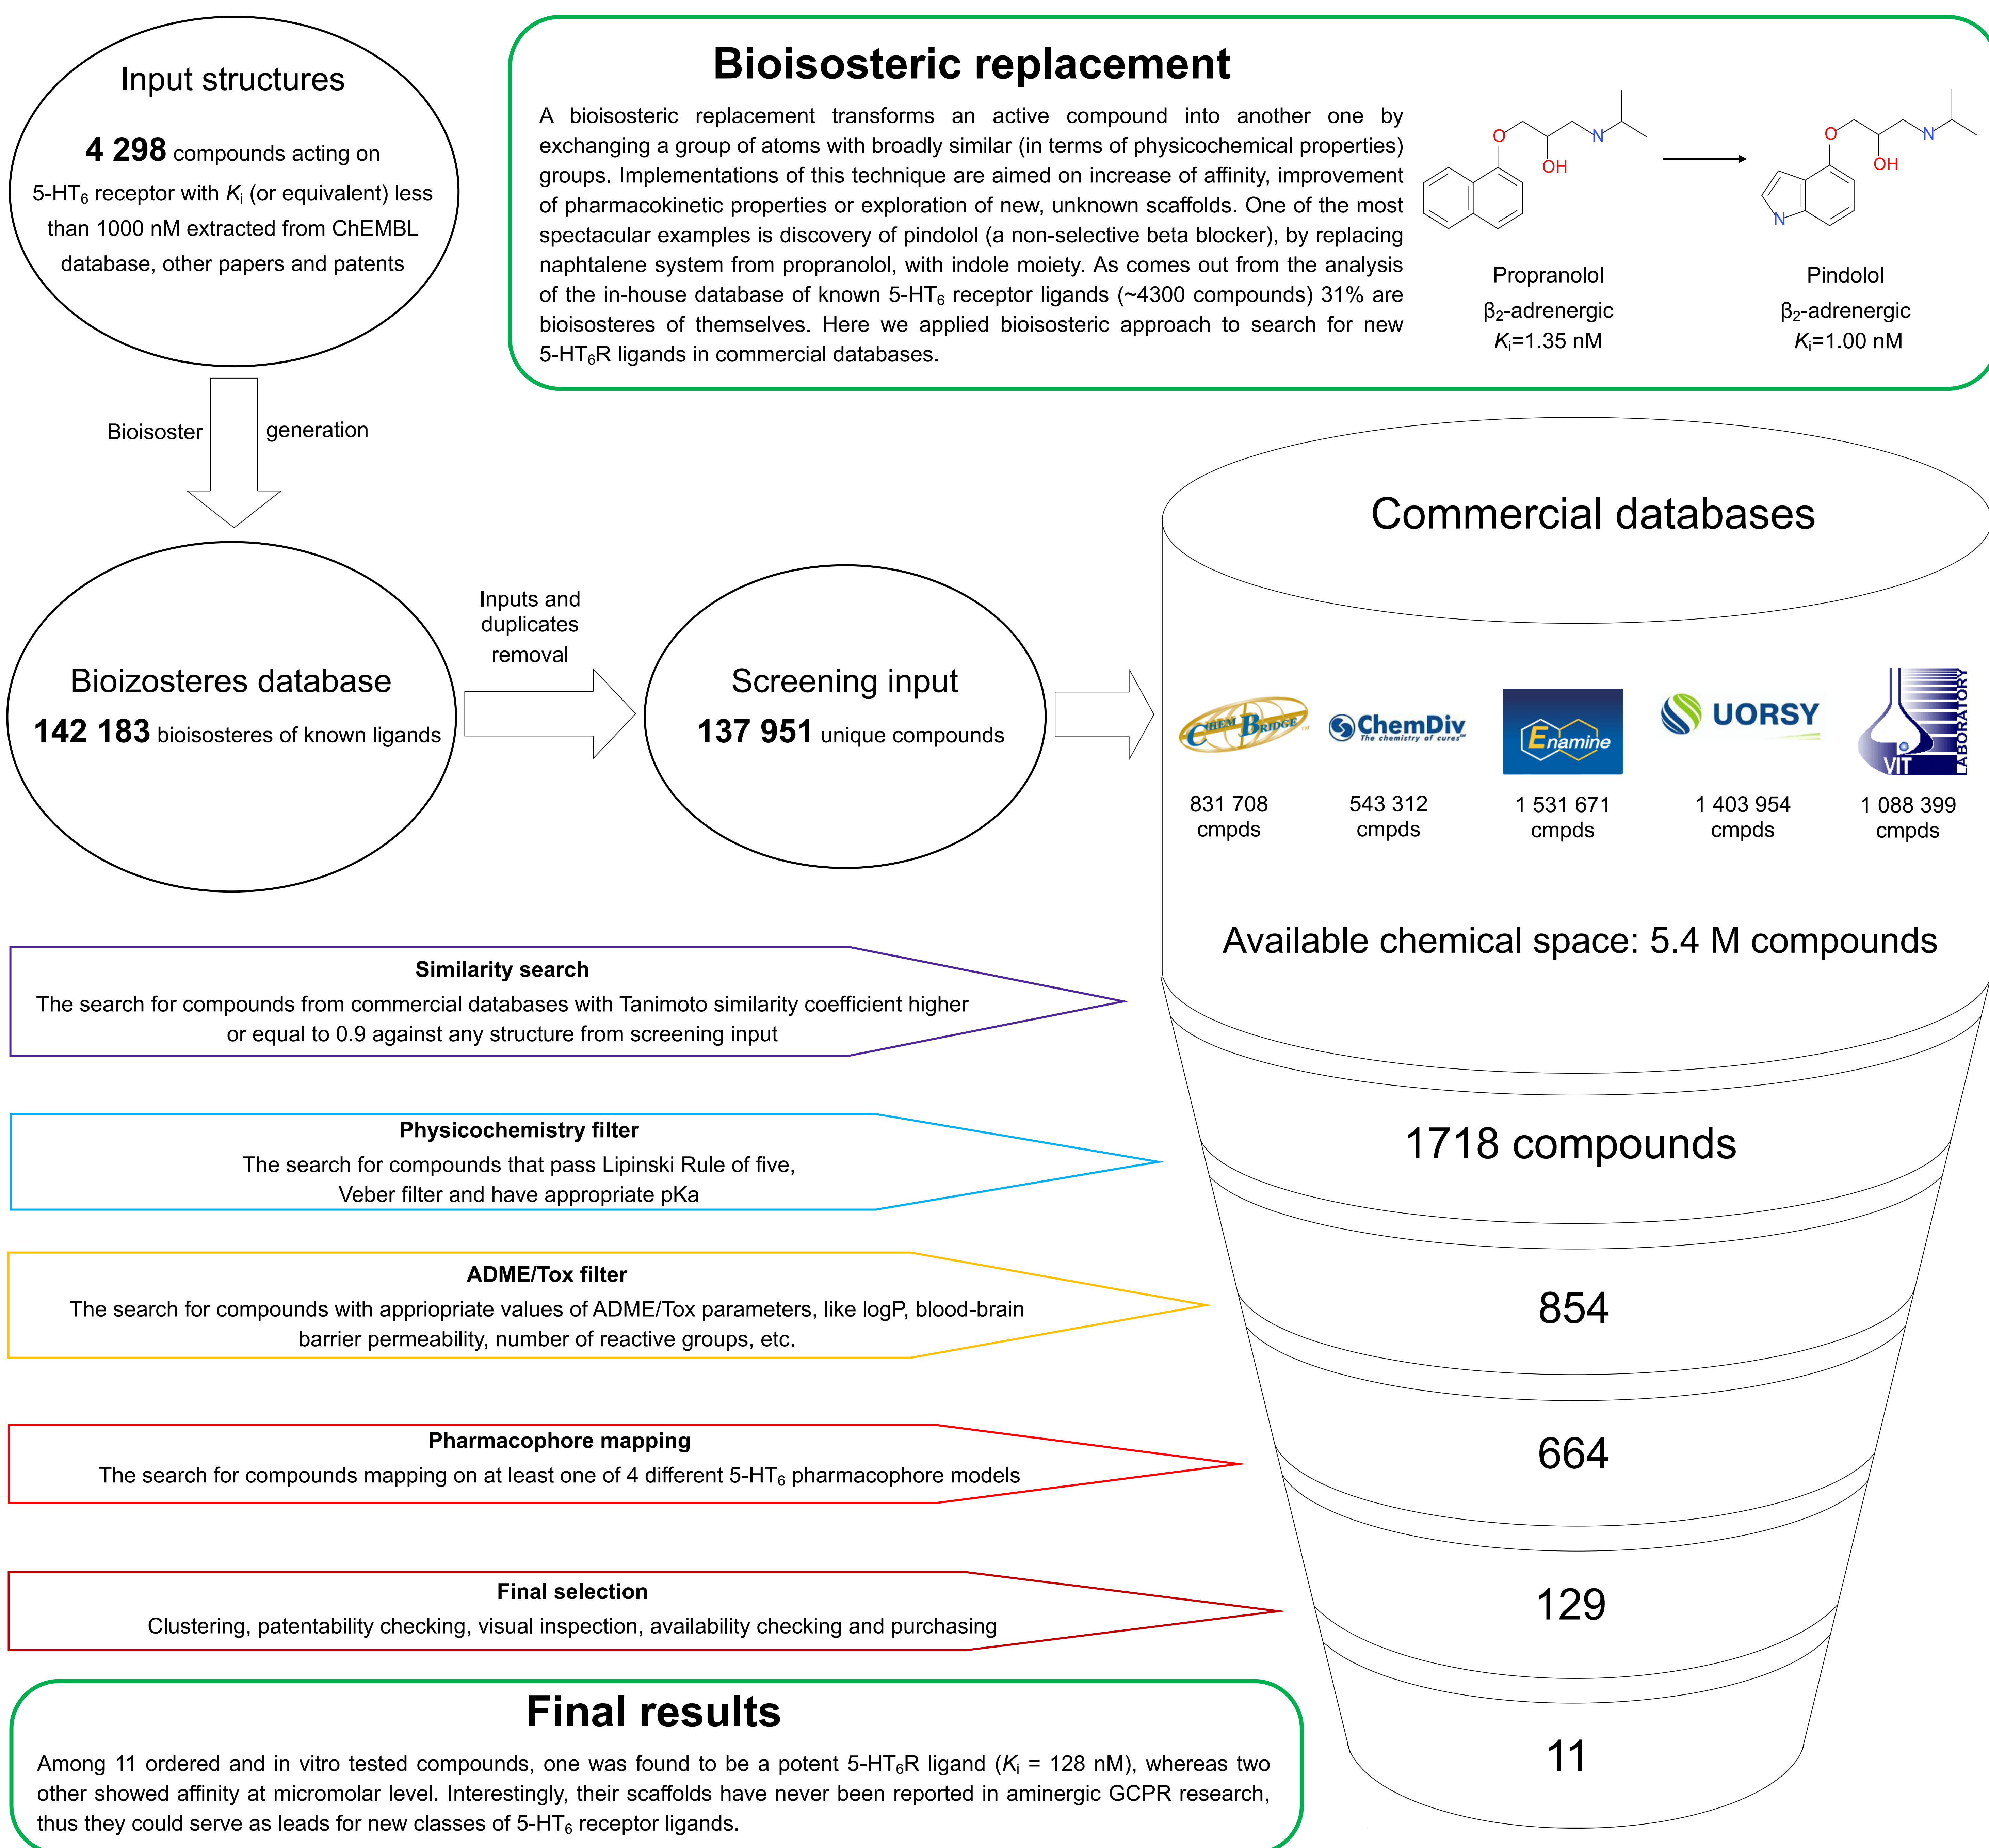 Input structures
4 298 compounds acting on
5-HT₆ receptor with Kᵢ (or equivalent) less
than 1000 nM extracted from ChEMBL
database, other papers and patents
Bioisosteric replacement
A bioisosteric replacement transforms an active compound into another one by
exchanging a group of atoms with broadly similar (in terms of physicochemical properties)
groups. Implementations of this technique are aimed on increase of affinity, improvement
of pharmacokinetic properties or exploration of new, unknown scaffolds. One of the most
spectacular examples is discovery of pindolol (a non-selective beta blocker), by replacing
naphtalene system from propranolol, with indole moiety. As comes out from the analysis
of the in-house database of known 5-HT₆ receptor ligands (~4300 compounds) 31% are
bioisosteres of themselves. Here we applied bioisosteric approach to search for new
5-HT₆R ligands in commercial databases.
O
OH
N
O
OH
N
N
Propranolol
β₂-adrenergic
Kᵢ=1.35 nM
Pindolol
β₂-adrenergic
Kᵢ=1.00 nM
Bioisoster generation
Bioizosteres database
142 183 bioisosteres of known ligands
Inputs and
duplicates
removal
Screening input
137 951 unique compounds
Commercial databases
CHEM BRIDGE™
ChemDiv
The chemistry of cures℠
Enamine
UORSY
VIT
LABORATORY
831 708
cmpds
543 312
cmpds
1 531 671
cmpds
1 403 954
cmpds
1 088 399
cmpds
Available chemical space: 5.4 M compounds
Similarity search
The search for compounds from commercial databases with Tanimoto similarity coefficient higher
or equal to 0.9 against any structure from screening input
1718 compounds
Physicochemistry filter
The search for compounds that pass Lipinski Rule of five,
Veber filter and have appropriate pKa
854
ADME/Tox filter
The search for compounds with appriopriate values of ADME/Tox parameters, like logP, blood-brain
barrier permeability, number of reactive groups, etc.
664
Pharmacophore mapping
The search for compounds mapping on at least one of 4 different 5-HT₆ pharmacophore models
129
Final selection
Clustering, patentability checking, visual inspection, availability checking and purchasing
11
Final results
Among 11 ordered and in vitro tested compounds, one was found to be a potent 5-HT₆R ligand (Kᵢ = 128 nM), whereas two
other showed affinity at micromolar level. Interestingly, their scaffolds have never been reported in aminergic GCPR research,
thus they could serve as leads for new classes of 5-HT₆ receptor ligands.